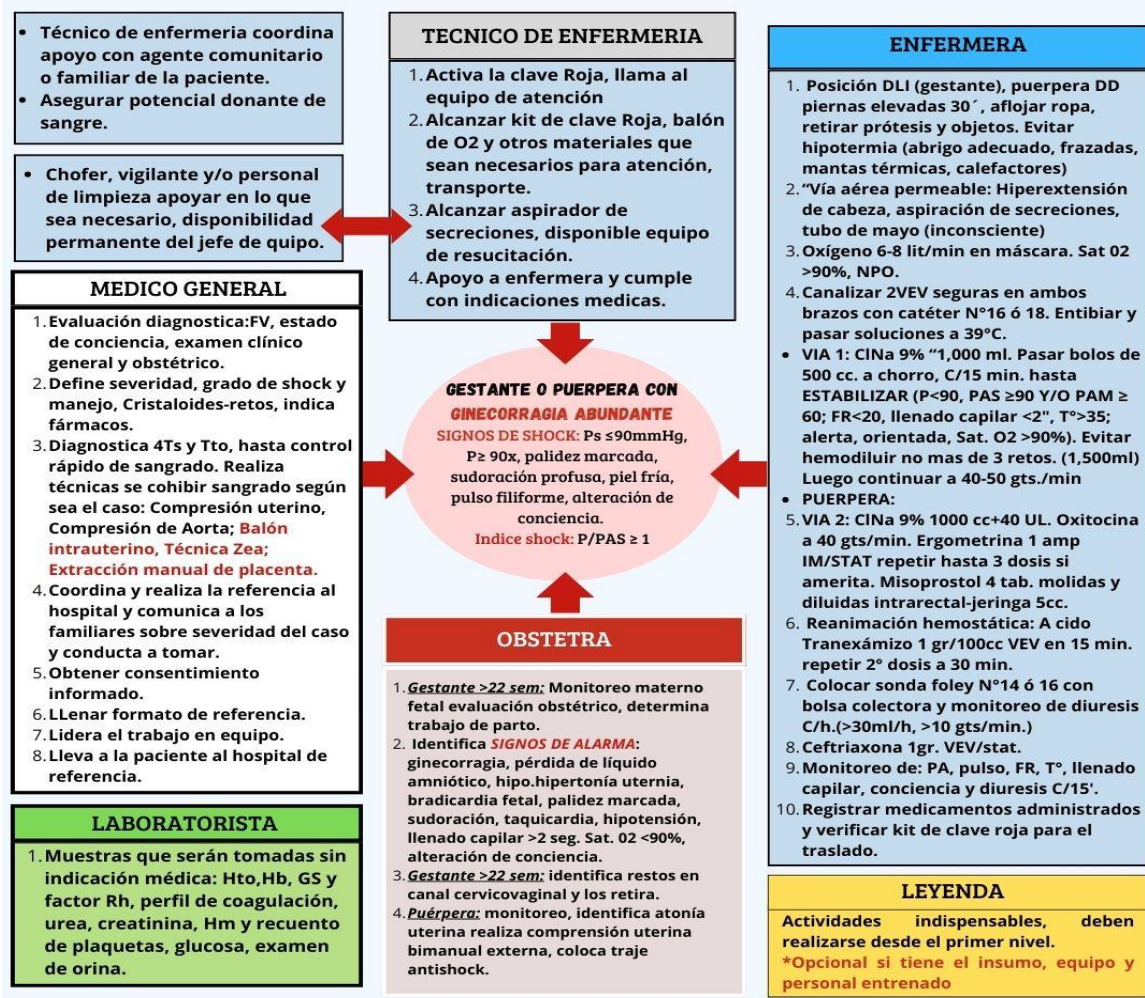 • Técnico de enfermeria coordina
apoyo con agente comunitario
o familiar de la paciente.
• Asegurar potencial donante de
sangre.
• Chofer, vigilante y/o personal
de limpieza apoyar en lo que
sea necesario, disponibilidad
permanente del jefe de quipo.
TECNICO DE ENFERMERIA
1. Activa la clave Roja, llama al
equipo de atención
2. Alcanzar kit de clave Roja, balón
de O2 y otros materiales que
sean necesarios para atención,
transporte.
3. Alcanzar aspirador de
secreciones, disponible equipo
de resucitación.
4. Apoyo a enfermera y cumple
con indicaciones medicas.
MEDICO GENERAL
1. Evaluación diagnostica:FV, estado
de conciencia, examen clínico
general y obstétrico.
2. Define severidad, grado de shock y
manejo, Cristaloides-retos, indica
fármacos.
3. Diagnostica 4Ts y Tto, hasta control
rápido de sangrado. Realiza
técnicas se cohibir sangrado según
sea el caso: Compresión uterino,
Compresión de Aorta; Balón
intrauterino, Técnica Zea;
Extracción manual de placenta.
4. Coordina y realiza la referencia al
hospital y comunica a los
familiares sobre severidad del caso
y conducta a tomar.
5. Obtener consentimiento
informado.
6. LLenar formato de referencia.
7. Lidera el trabajo en equipo.
8. Lleva a la paciente al hospital de
referencia.
LABORATORISTA
1. Muestras que serán tomadas sin
indicación médica: Hto,Hb, GS y
factor Rh, perfil de coagulación,
urea, creatinina, Hm y recuento
de plaquetas, glucosa, examen
de orina.
GESTANTE O PUERPERA CON
GINECORRAGIA ABUNDANTE
SIGNOS DE SHOCK: Ps ≤90mmHg,
P≥ 90x, palidez marcada,
sudoración profusa, piel fría,
pulso filiforme, alteración de
conciencia.
Indice shock: P/PAS ≥ 1
OBSTETRA
1. Gestante >22 sem: Monitoreo materno
fetal evaluación obstétrico, determina
trabajo de parto.
2. Identifica SIGNOS DE ALARMA:
ginecorragia, pérdida de líquido
amniótico, hipo.hipertonía uternia,
bradicardia fetal, palidez marcada,
sudoración, taquicardia, hipotensión,
llenado capilar >2 seg. Sat. 02 <90%,
alteración de conciencia.
3. Gestante >22 sem: identifica restos en
canal cervicovaginal y los retira.
4. Puérpera: monitoreo, identifica atonía
uterina realiza comprensión uterina
bimanual externa, coloca traje
antishock.
ENFERMERA
1. Posición DLI (gestante), puerpera DD
piernas elevadas 30´, aflojar ropa,
retirar prótesis y objetos. Evitar
hipotermia (abrigo adecuado, frazadas,
mantas térmicas, calefactores)
2. “Vía aérea permeable: Hiperextensión
de cabeza, aspiración de secreciones,
tubo de mayo (inconsciente)
3. Oxígeno 6-8 lit/min en máscara. Sat 02
>90%, NPO.
4. Canalizar 2VEV seguras en ambos
brazos con catéter N°16 ó 18. Entibiar y
pasar soluciones a 39°C.
• VIA 1: ClNa 9% “1,000 ml. Pasar bolos de
500 cc. a chorro, C/15 min. hasta
ESTABILIZAR (P<90, PAS ≥90 Y/O PAM ≥
60; FR<20, llenado capilar <2", T°>35;
alerta, orientada, Sat. O2 >90%). Evitar
hemodiluir no mas de 3 retos. (1,500ml)
Luego continuar a 40-50 gts./min
• PUERPERA:
5. VIA 2: ClNa 9% 1000 cc+40 UL. Oxitocina
a 40 gts/min. Ergometrina 1 amp
IM/STAT repetir hasta 3 dosis si
amerita. Misoprostol 4 tab. molidas y
diluidas intrarectal-jeringa 5cc.
6. Reanimación hemostática: A cido
Tranexámizo 1 gr/100cc VEV en 15 min.
repetir 2° dosis a 30 min.
7. Colocar sonda foley N°14 ó 16 con
bolsa colectora y monitoreo de diuresis
C/h.(>30ml/h, >10 gts/min.)
8. Ceftriaxona 1gr. VEV/stat.
9. Monitoreo de: PA, pulso, FR, T°, llenado
capilar, conciencia y diuresis C/15'.
10. Registrar medicamentos administrados
y verificar kit de clave roja para el
traslado.
LEYENDA
Actividades indispensables, deben
realizarse desde el primer nivel.
*Opcional si tiene el insumo, equipo y
personal entrenado